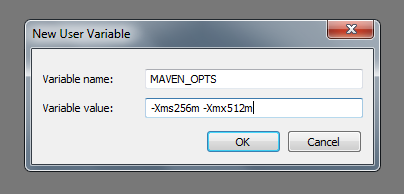 New User Variable
Variable name: MAVEN_OPTS
Variable value: -Xms256m -Xmx512m
OK Cancel